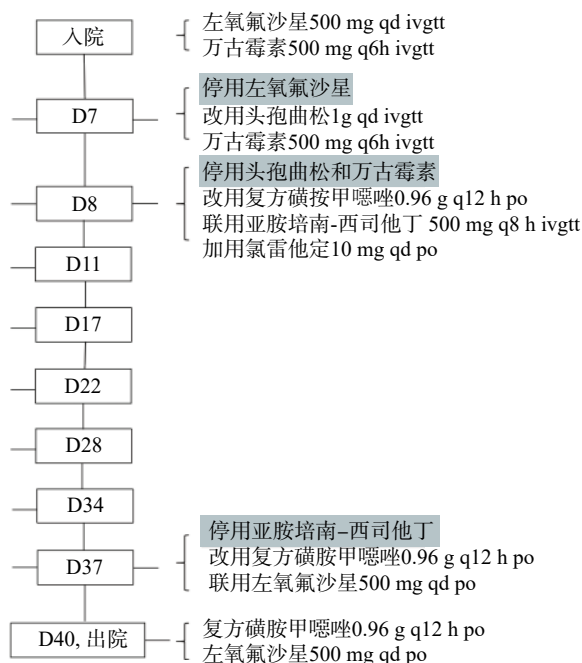 入院
左氧氟沙星500 mg qd ivgtt
万古霉素500 mg q6h ivgtt
D7
停用左氧氟沙星
改用头孢曲松1g qd ivgtt
万古霉素500 mg q6h ivgtt
D8
停用头孢曲松和万古霉素
改用复方磺按甲噁唑0.96 g q12 h po
联用亚胺培南-西司他丁 500 mg q8 h ivgtt
加用氯雷他定10 mg qd po
D11
D17
D22
D28
D34
D37
停用亚胺培南–西司他丁
改用复方磺胺甲噁唑0.96 g q12 h po
联用左氧氟沙星500 mg qd po
D40, 出院
复方磺胺甲噁唑0.96 g q12 h po
左氧氟沙星500 mg qd po